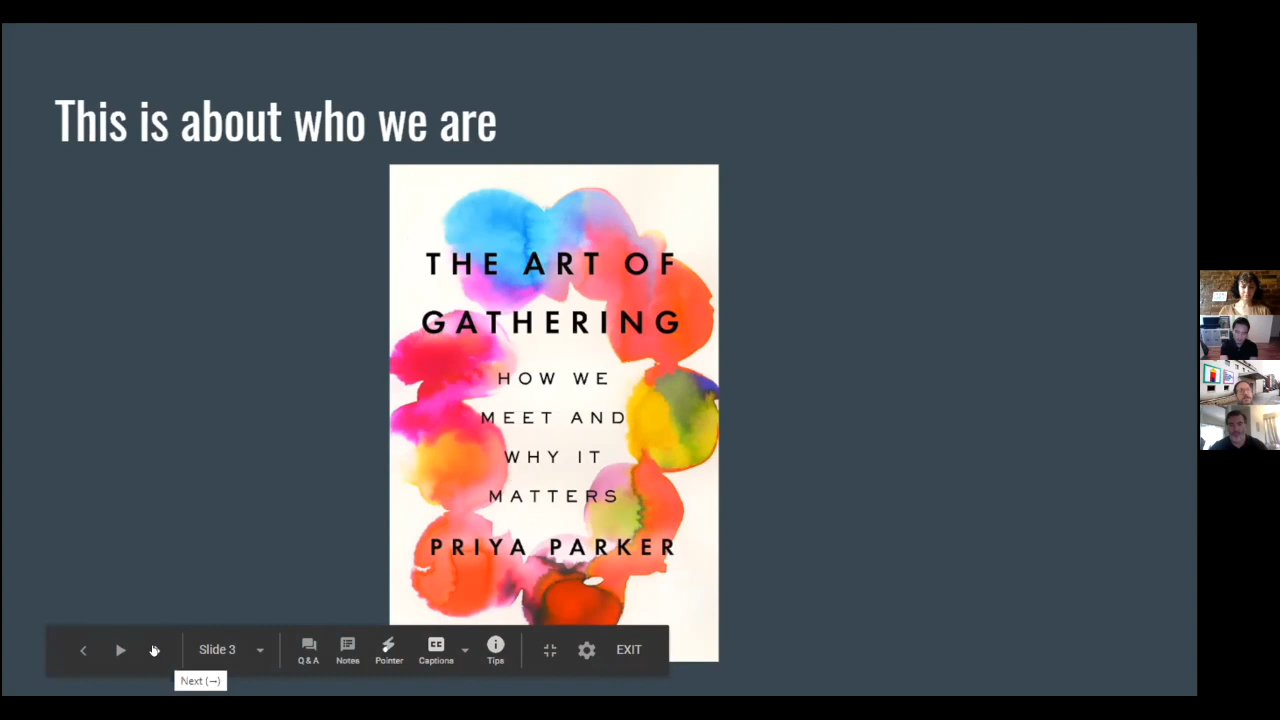 This is about who we are
THE ART OF
GATHERING
HOW WE
MEET AND
WHY IT
MATTERS
PRIYA PARKER
Slide 3
Q & A
Notes
Pointer
Captions
Tips
EXIT
Next (→)